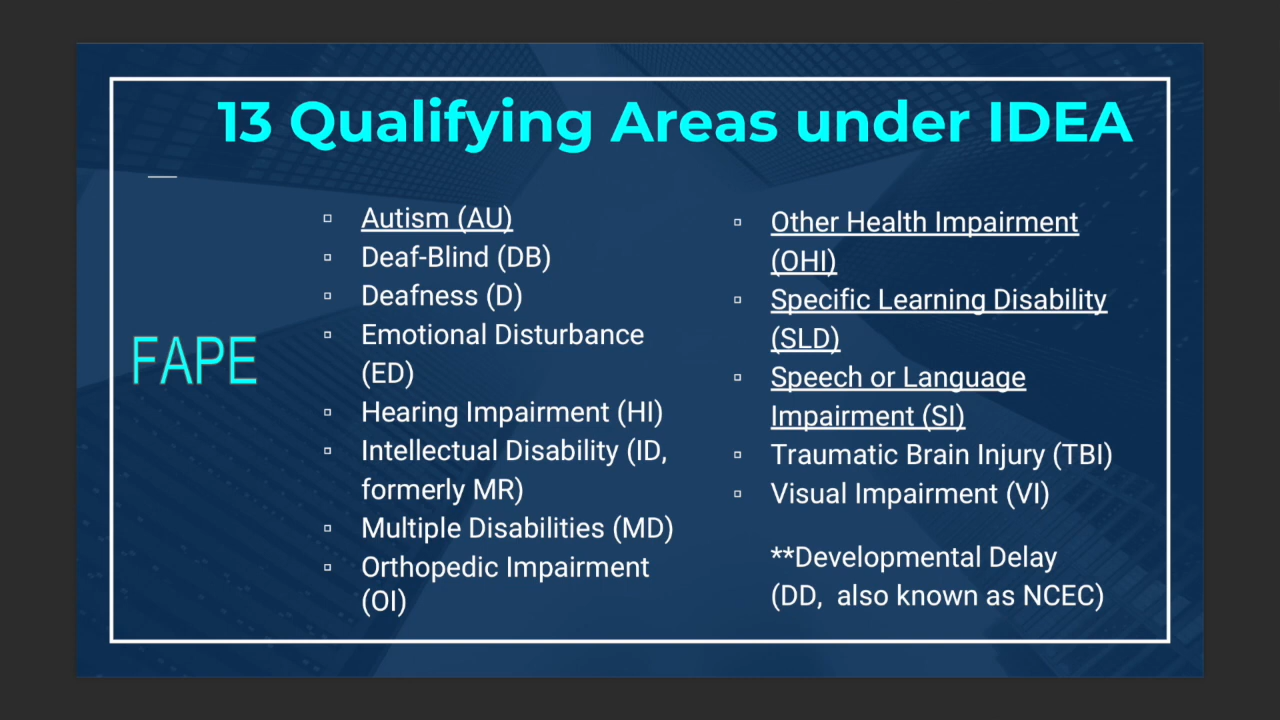 13 Qualifying Areas under IDEA
FAPE
Autism (AU)
Deaf-Blind (DB)
Deafness (D)
Emotional Disturbance
(ED)
Hearing Impairment (HI)
Intellectual Disability (ID,
formerly MR)
Multiple Disabilities (MD)
Orthopedic Impairment
(OI)
Other Health Impairment
(OHI)
Specific Learning Disability
(SLD)
Speech or Language
Impairment (SI)
Traumatic Brain Injury (TBI)
Visual Impairment (VI)
**Developmental Delay
(DD,  also known as NCEC)